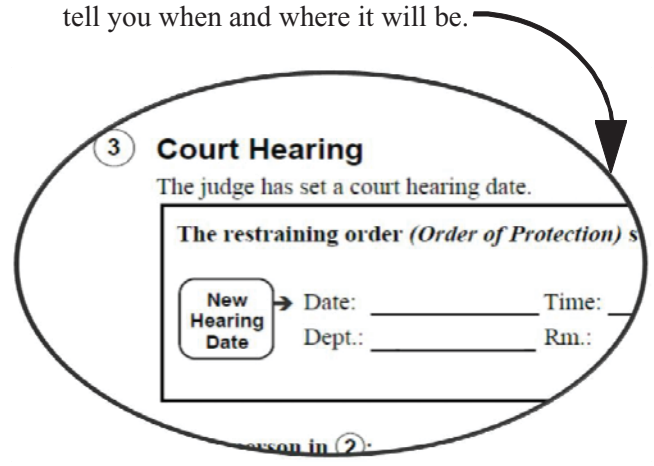 tell you when and where it will be.
3 Court Hearing
The judge has set a court hearing date.
The restraining order (Order of Protection) s
New Hearing Date
Date: Time:
Dept.: Rm.:
person in 2: